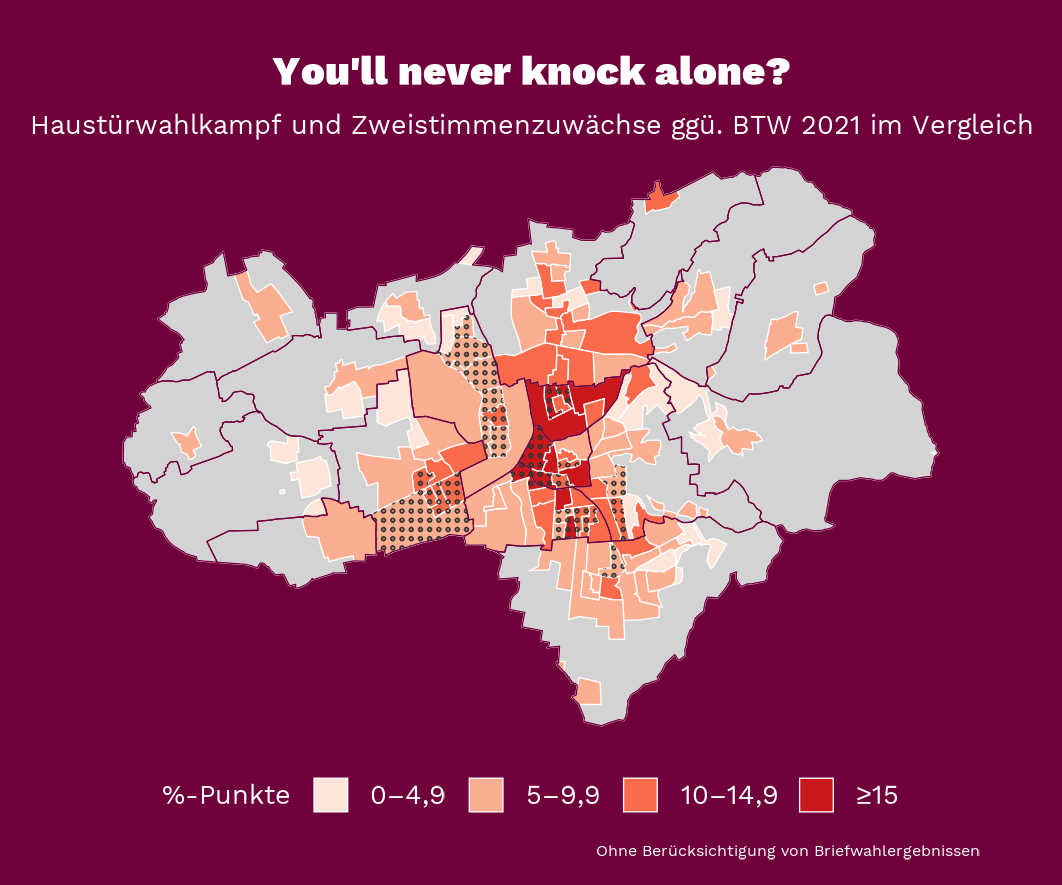 You'll never knock alone?
Haustürwahlkampf und Zweistimmenzuwächse ggü. BTW 2021 im Vergleich
%-Punkte 0–4,9 5–9,9 10–14,9 ≥15
Ohne Berücksichtigung von Briefwahlergebnissen